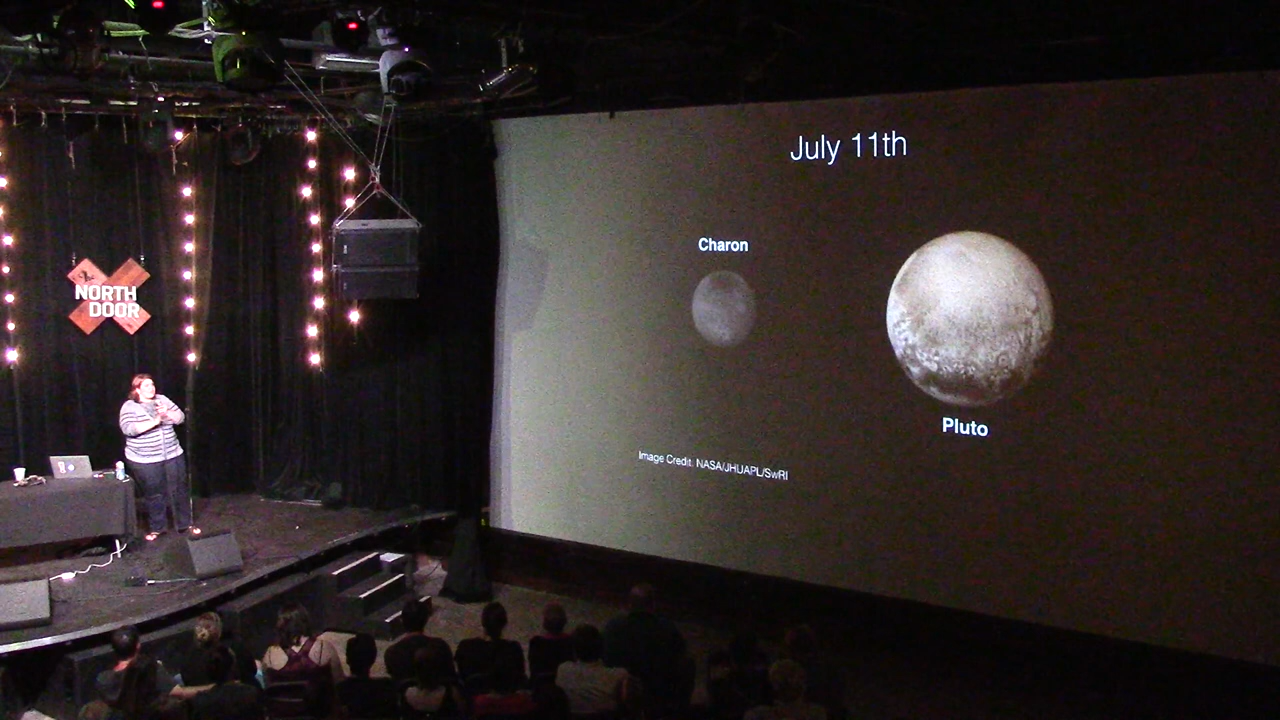 July 11th
Charon
NORTH
DOOR
Pluto
Image Credit: NASA/JHUAPL/SwRI